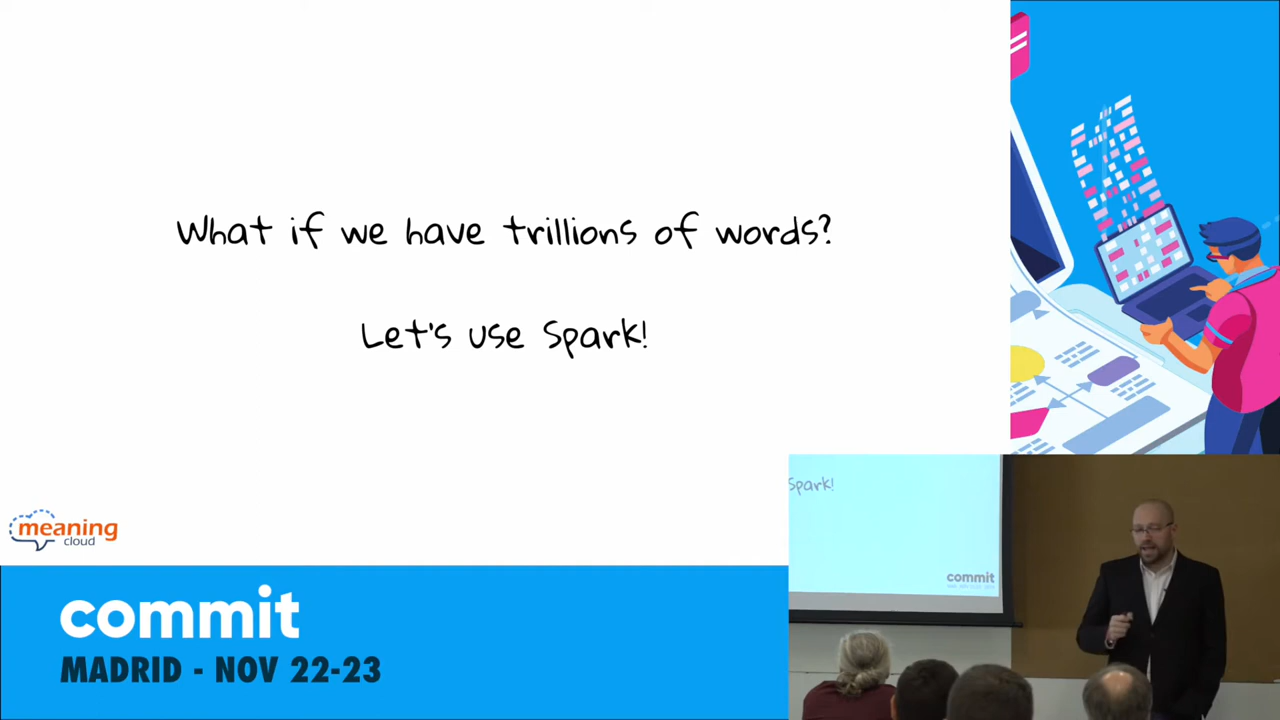 What if we have trillions of words?
Let's use Spark!
meaning
cloud
commit
MADRID - NOV 22-23
Spark!
commit